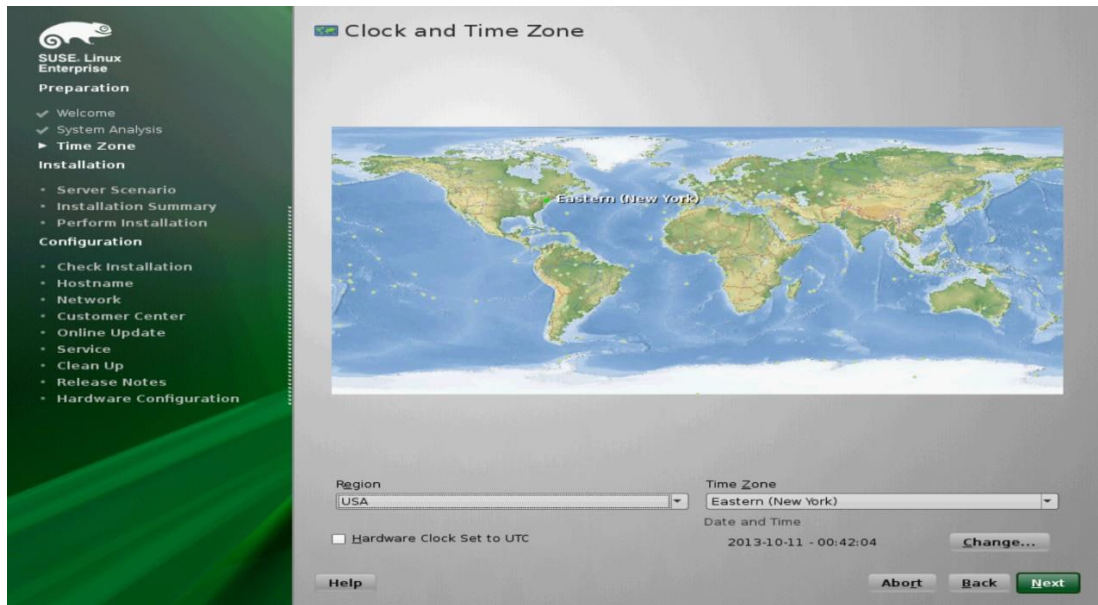 SUSE. Linux
Enterprise
Preparation
Welcome
System Analysis
Time Zone
Installation
Server Scenario
Installation Summary
Perform Installation
Configuration
Check Installation
Hostname
Network
Customer Center
Online Update
Service
Clean Up
Release Notes
Hardware Configuration
Clock and Time Zone
Eastern (New York)
Region
USA
Hardware Clock Set to UTC
Time Zone
Eastern (New York)
Date and Time
2013-10-11 - 00:42:04
Change...
Help
Abort
Back
Next